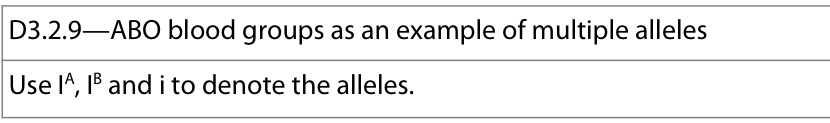 D3.2.9—ABO blood groups as an example of multiple alleles
Use Iᴬ, Iᴮ and i to denote the alleles.